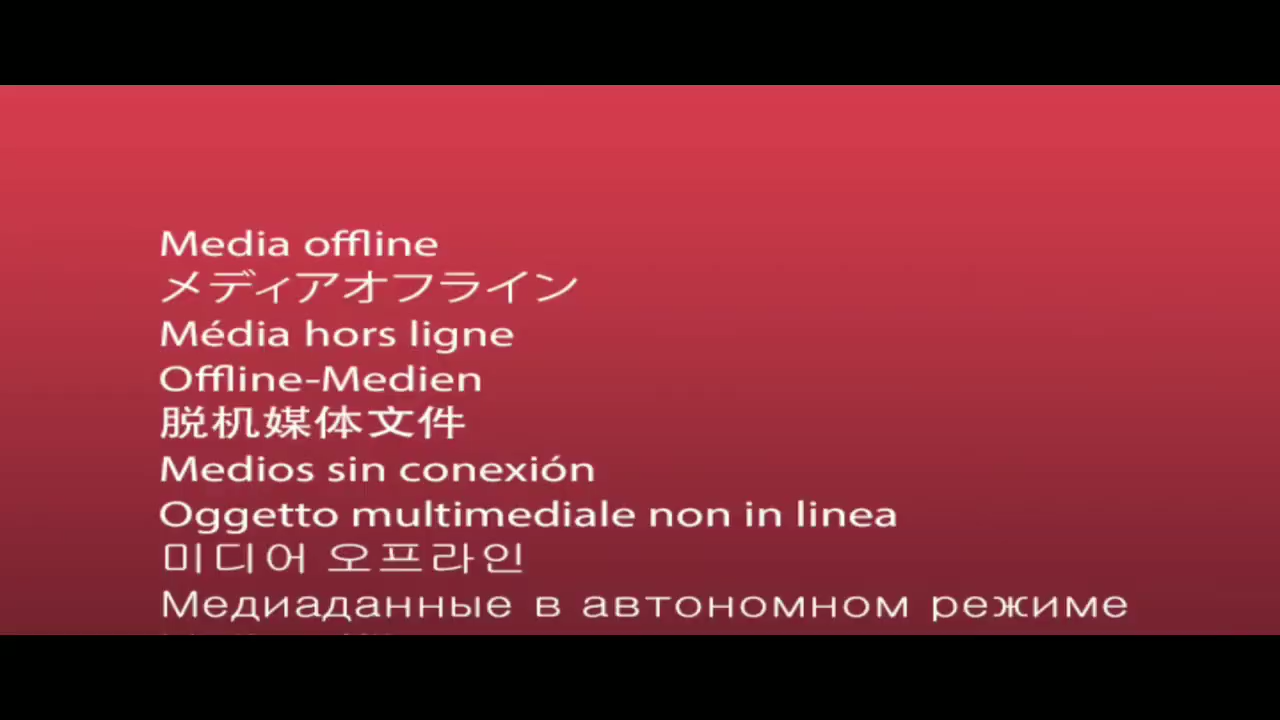 Media offline
メディアオフライン
Média hors ligne
Offline-Medien
脱机媒体文件
Medios sin conexión
Oggetto multimediale non in linea
미디어 오프라인
Медиаданные в автономном режиме